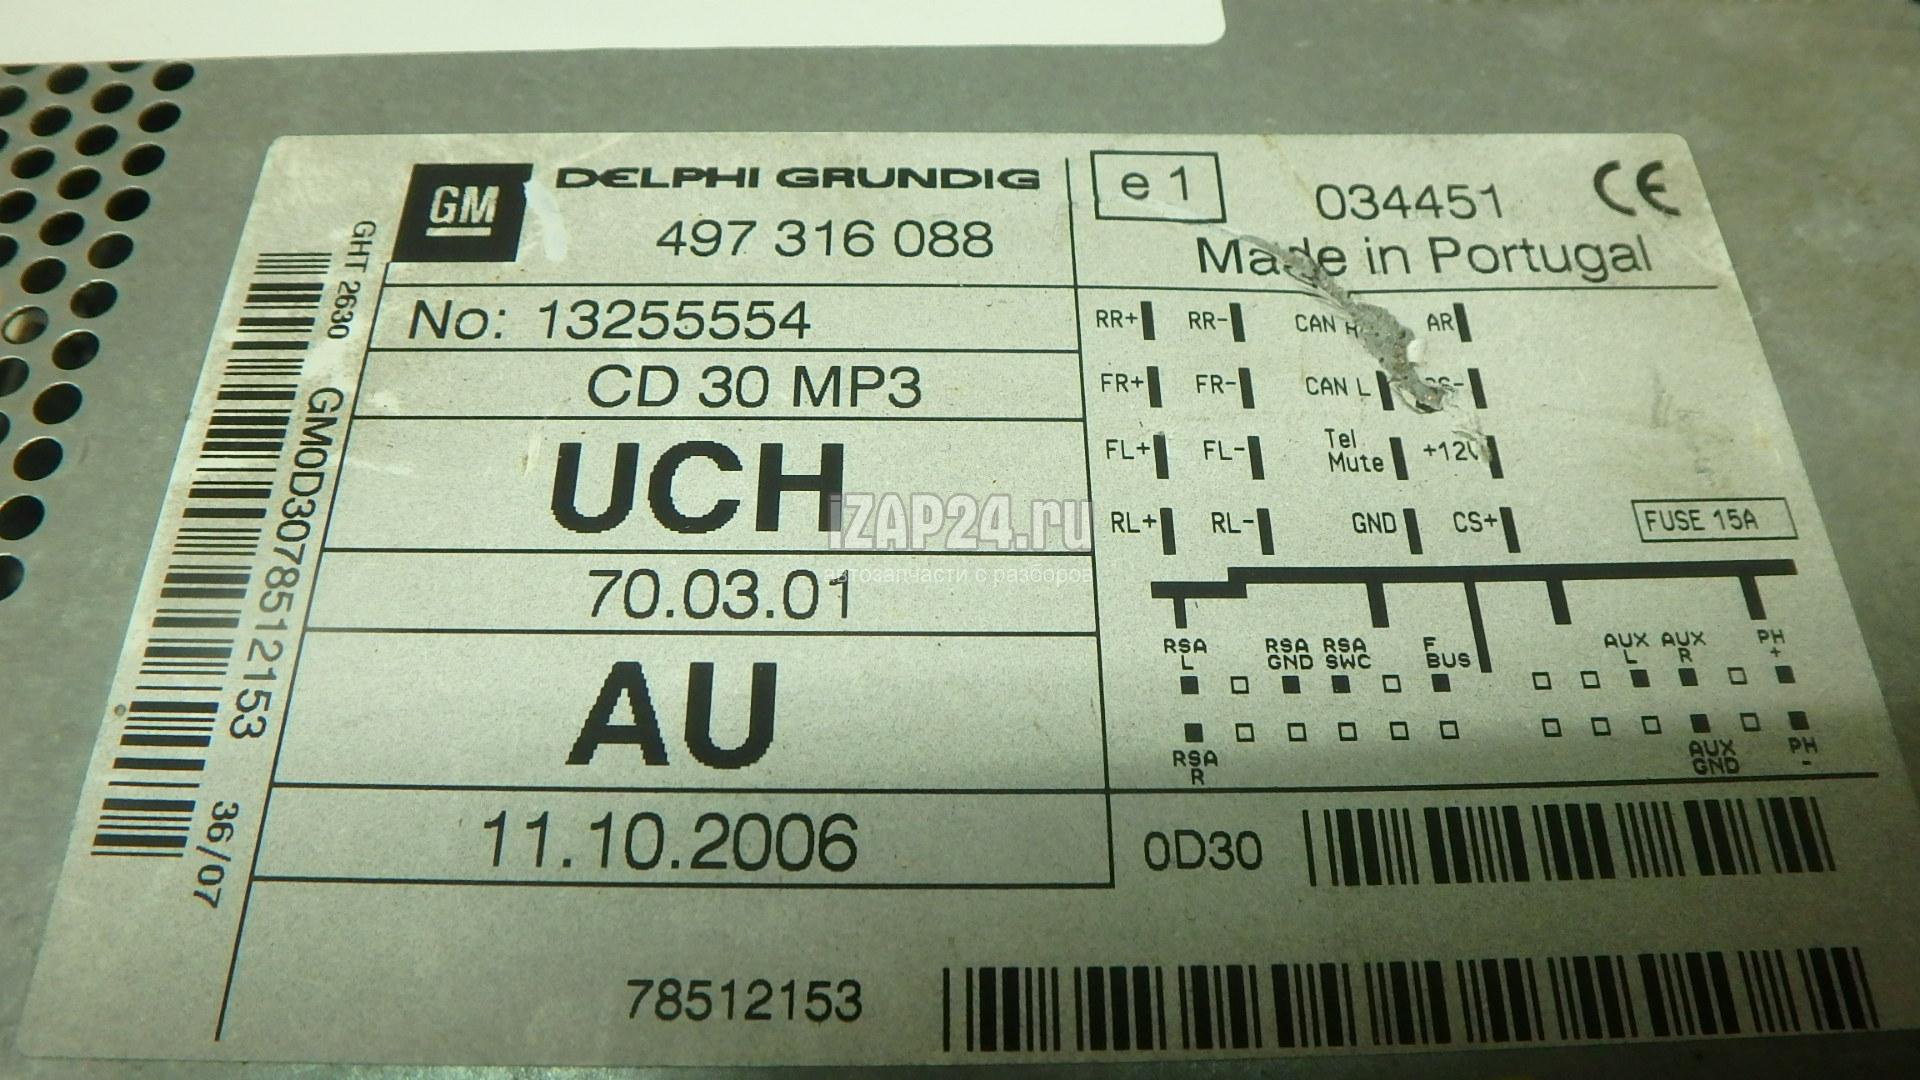 GM DELPHI GRUNDIG
497 316 088
e 1
034451 CE
Made in Portugal
No: 13255554
CD 30 MP3
UCH
70.03.01
AU
11.10.2006
GHT 2630
GM0D3078512153
36/07
RR+ RR- CAN H AR
FR+ FR- CAN L
FL+ FL- Tel Mute +12V
RL+ RL- GND CS+
FUSE 15A
RSA L
RSA GND
RSA SWC
F BUS
AUX L
AUX R
PH +
RSA R
AUX GND
PH -
0D30
78512153
iZAP24.ru
автозапчасти с разборов